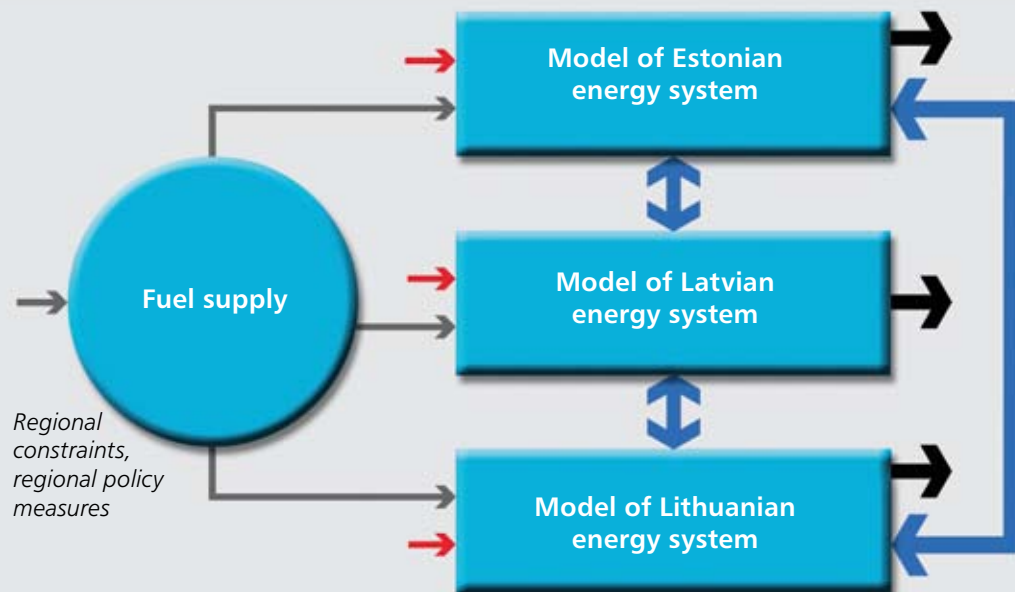 Model of Estonian
energy system
Fuel supply
Model of Latvian
energy system
Regional
constraints,
regional policy
measures
Model of Lithuanian
energy system